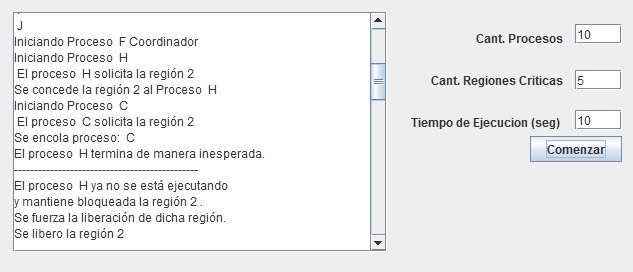 J
Iniciando Proceso F Coordinador
Iniciando Proceso H
El proceso H solicita la región 2
Se concede la región 2 al Proceso H
Iniciando Proceso C
El proceso C solicita la región 2
Se encola proceso: C
El proceso H termina de manera inesperada.
----------------------------------------------
El proceso H ya no se está ejecutando
y mantiene bloqueada la región 2 .
Se fuerza la liberación de dicha región.
Se libero la región 2
Cant. Procesos 10
Cant. Regiones Criticas 5
Tiempo de Ejecucion (seg) 10
Comenzar